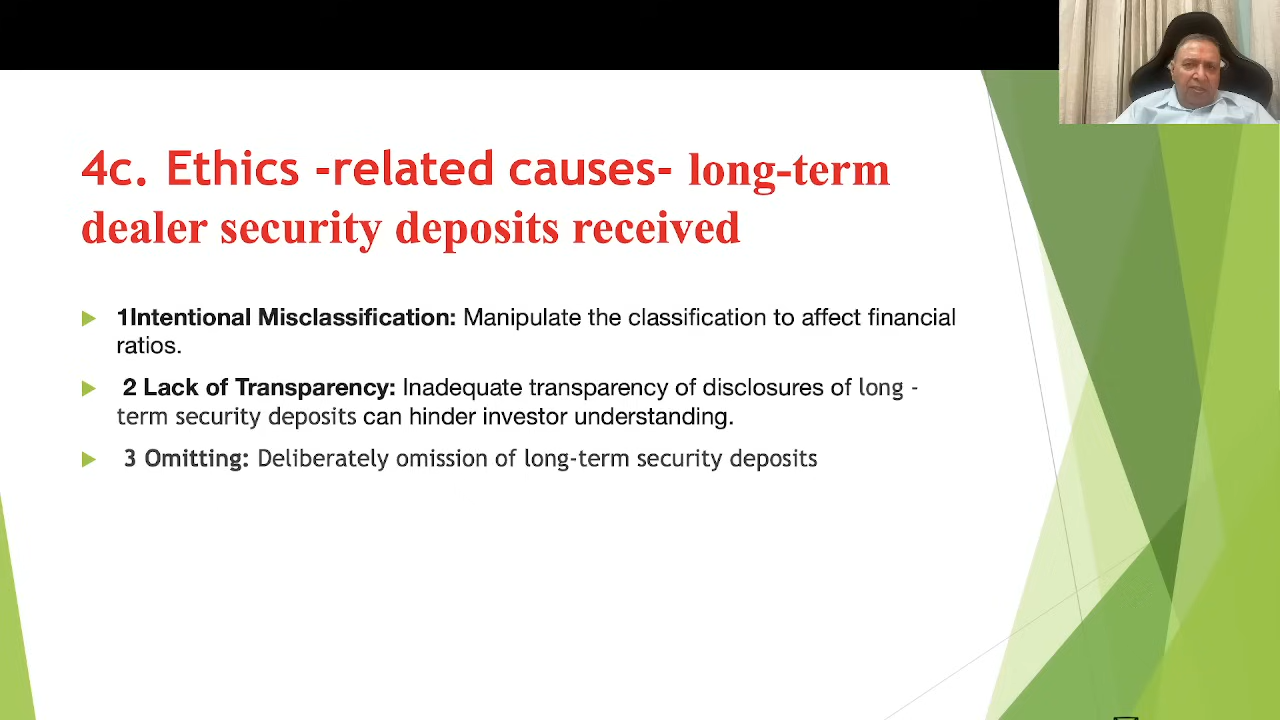 4c. Ethics -related causes- long-term
dealer security deposits received
1Intentional Misclassification: Manipulate the classification to affect financial
ratios.
2 Lack of Transparency: Inadequate transparency of disclosures of long -
term security deposits can hinder investor understanding.
3 Omitting: Deliberately omission of long-term security deposits